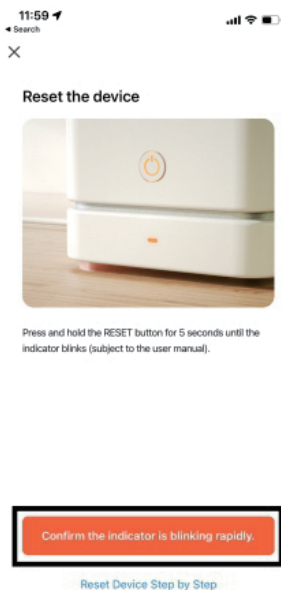 11:59
◀ Search
Reset the device
Press and hold the RESET button for 5 seconds until the
indicator blinks (subject to the user manual).
Confirm the indicator is blinking rapidly.
Reset Device Step by Step